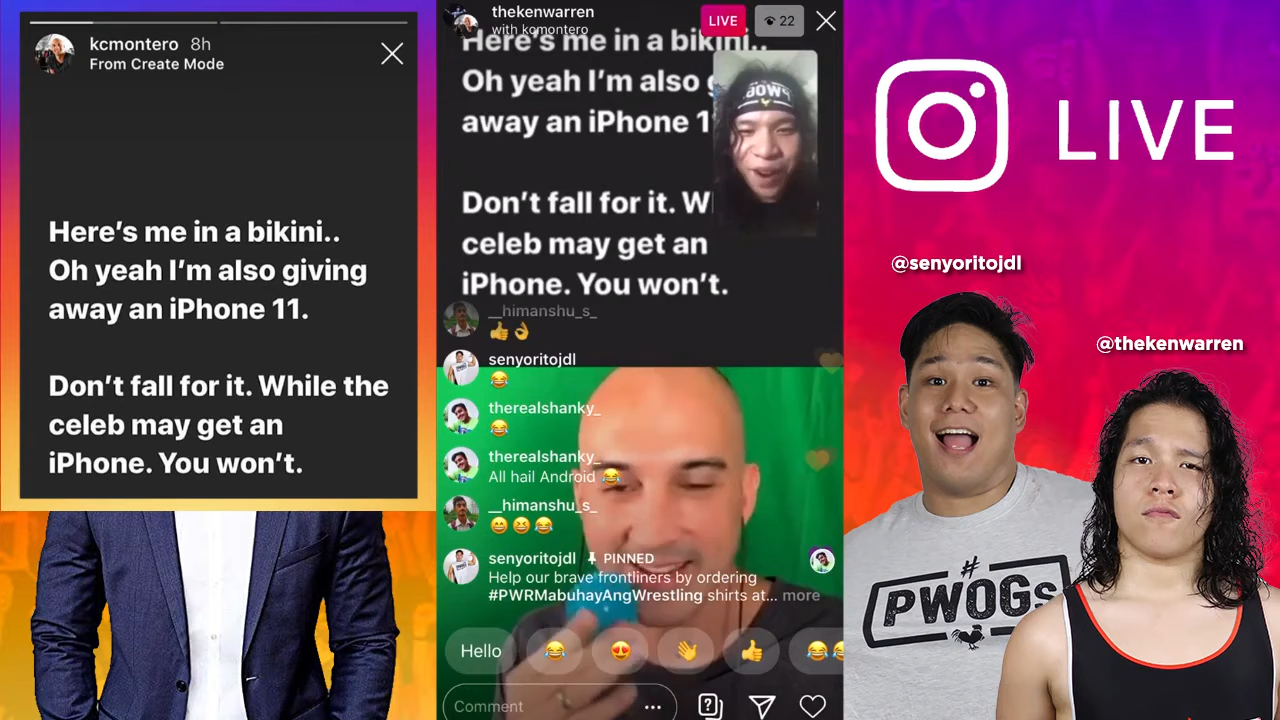 kcmontero 8h
From Create Mode
Here's me in a bikini..
Oh yeah I'm also giving
away an iPhone 11.
Don't fall for it. While the
celeb may get an
iPhone. You won't.
thekenwarren
with kcmontero
LIVE
22
Here's me in a bikini..
Oh yeah I'm also g
away an iPhone 1
Don't fall for it. W
celeb may get an
iPhone. You won't.
__himanshu_s_
👍👌
senyoritojdl
😂
therealshanky_
😂
therealshanky_
All hail Android 😂
__himanshu_s_
😄😆😂
senyoritojdl PINNED
Help our brave frontliners by ordering
#PWRMabuhayAngWrestling shirts at... more
Hello 😂 😍 👋 👍 😂😂
Comment
LIVE
@senyoritojdl
@thekenwarren
#
PWOGs